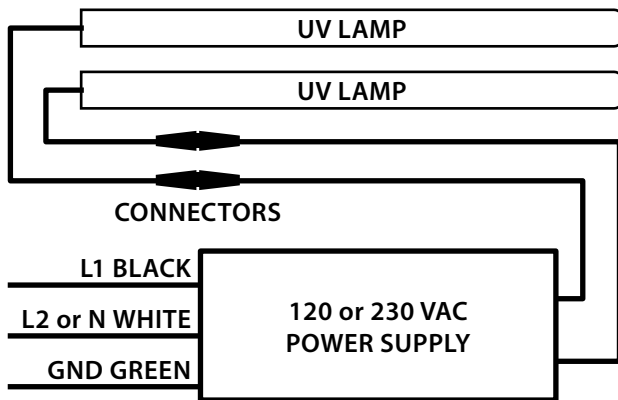 UV LAMP
UV LAMP
CONNECTORS
L1 BLACK
L2 or N WHITE
GND GREEN
120 or 230 VAC
POWER SUPPLY